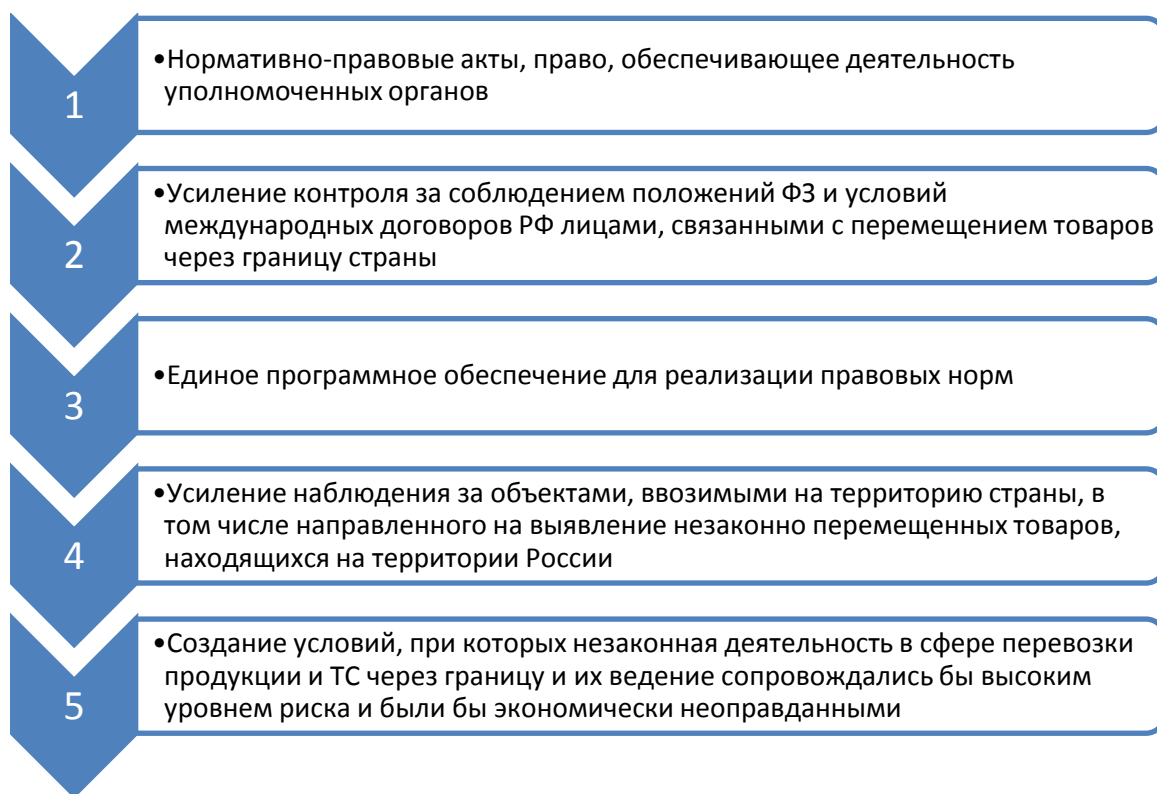 1
•Нормативно-правовые акты, право, обеспечивающее деятельность
уполномоченных органов
2
•Усиление контроля за соблюдением положений ФЗ и условий
международных договоров РФ лицами, связанными с перемещением товаров
через границу страны
3
•Единое программное обеспечение для реализации правовых норм
4
•Усиление наблюдения за объектами, ввозимыми на территорию страны, в
том числе направленного на выявление незаконно перемещенных товаров,
находящихся на территории России
5
•Создание условий, при которых незаконная деятельность в сфере перевозки
продукции и ТС через границу и их ведение сопровождались бы высоким
уровнем риска и были бы экономически неоправданными